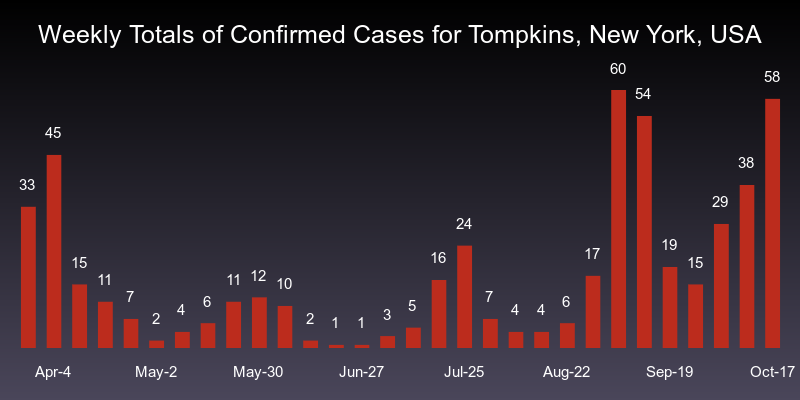 Weekly Totals of Confirmed Cases for Tompkins, New York, USA
33 45 15 11 7 2 4 6 11 12 10 2 1 1 3 5 16 24 7 4 4 6 17 60 54 19 15 29 38 58
Apr-4 May-2 May-30 Jun-27 Jul-25 Aug-22 Sep-19 Oct-17